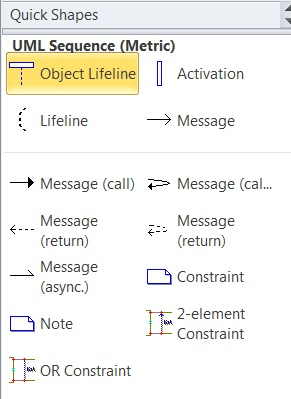 Quick Shapes
UML Sequence (Metric)
Object Lifeline
Activation
Lifeline
Message
Message (call)
Message (cal...
Message
(return)
Message
(return)
Message
(async.)
Constraint
Note
2-element
Constraint
OR Constraint